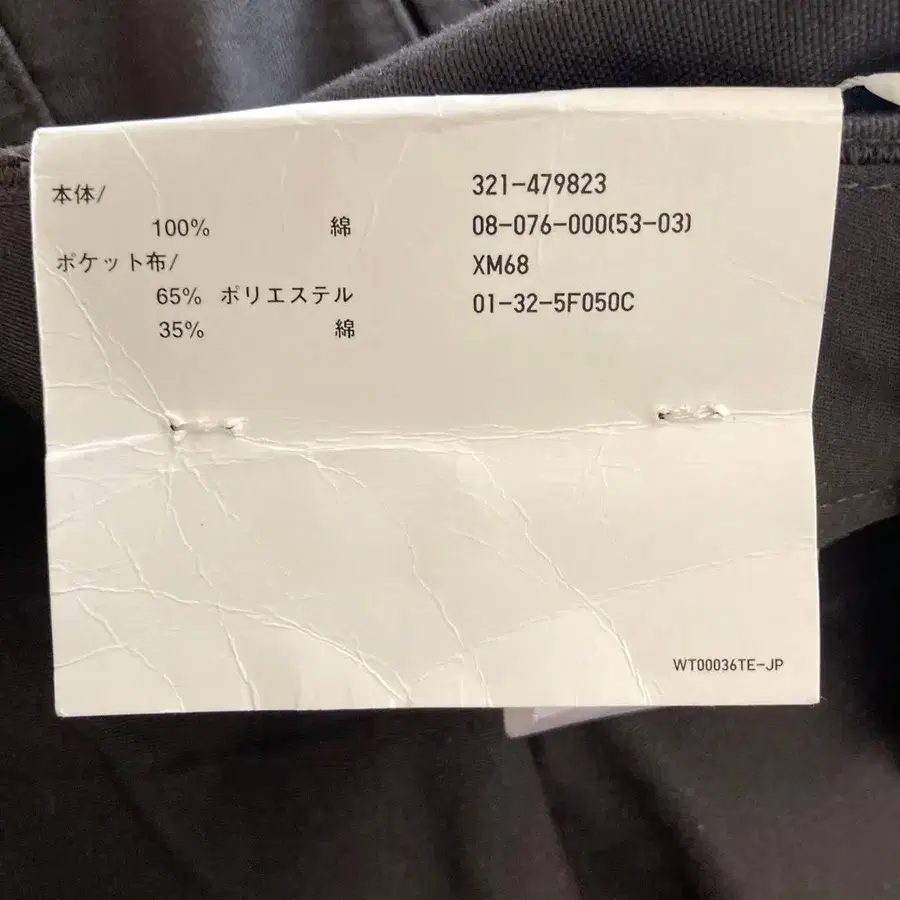 本体/
100% 綿
ポケット布/
65% ポリエステル
35% 綿
321-479823
08-076-000(53-03)
XM68
01-32-5F050C
WT00036TE-JP